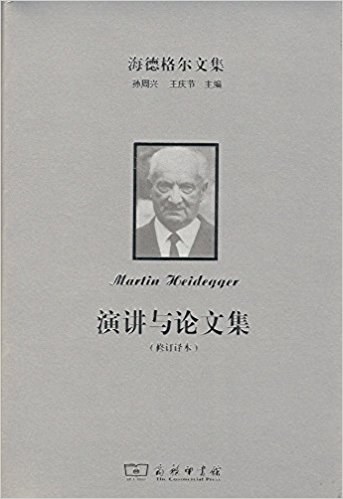 海德格尔文集
孙周兴 王庆节 主编
Martin Heidegger
演讲与论文集
(修订译本)
商务印书馆
The Commercial Press